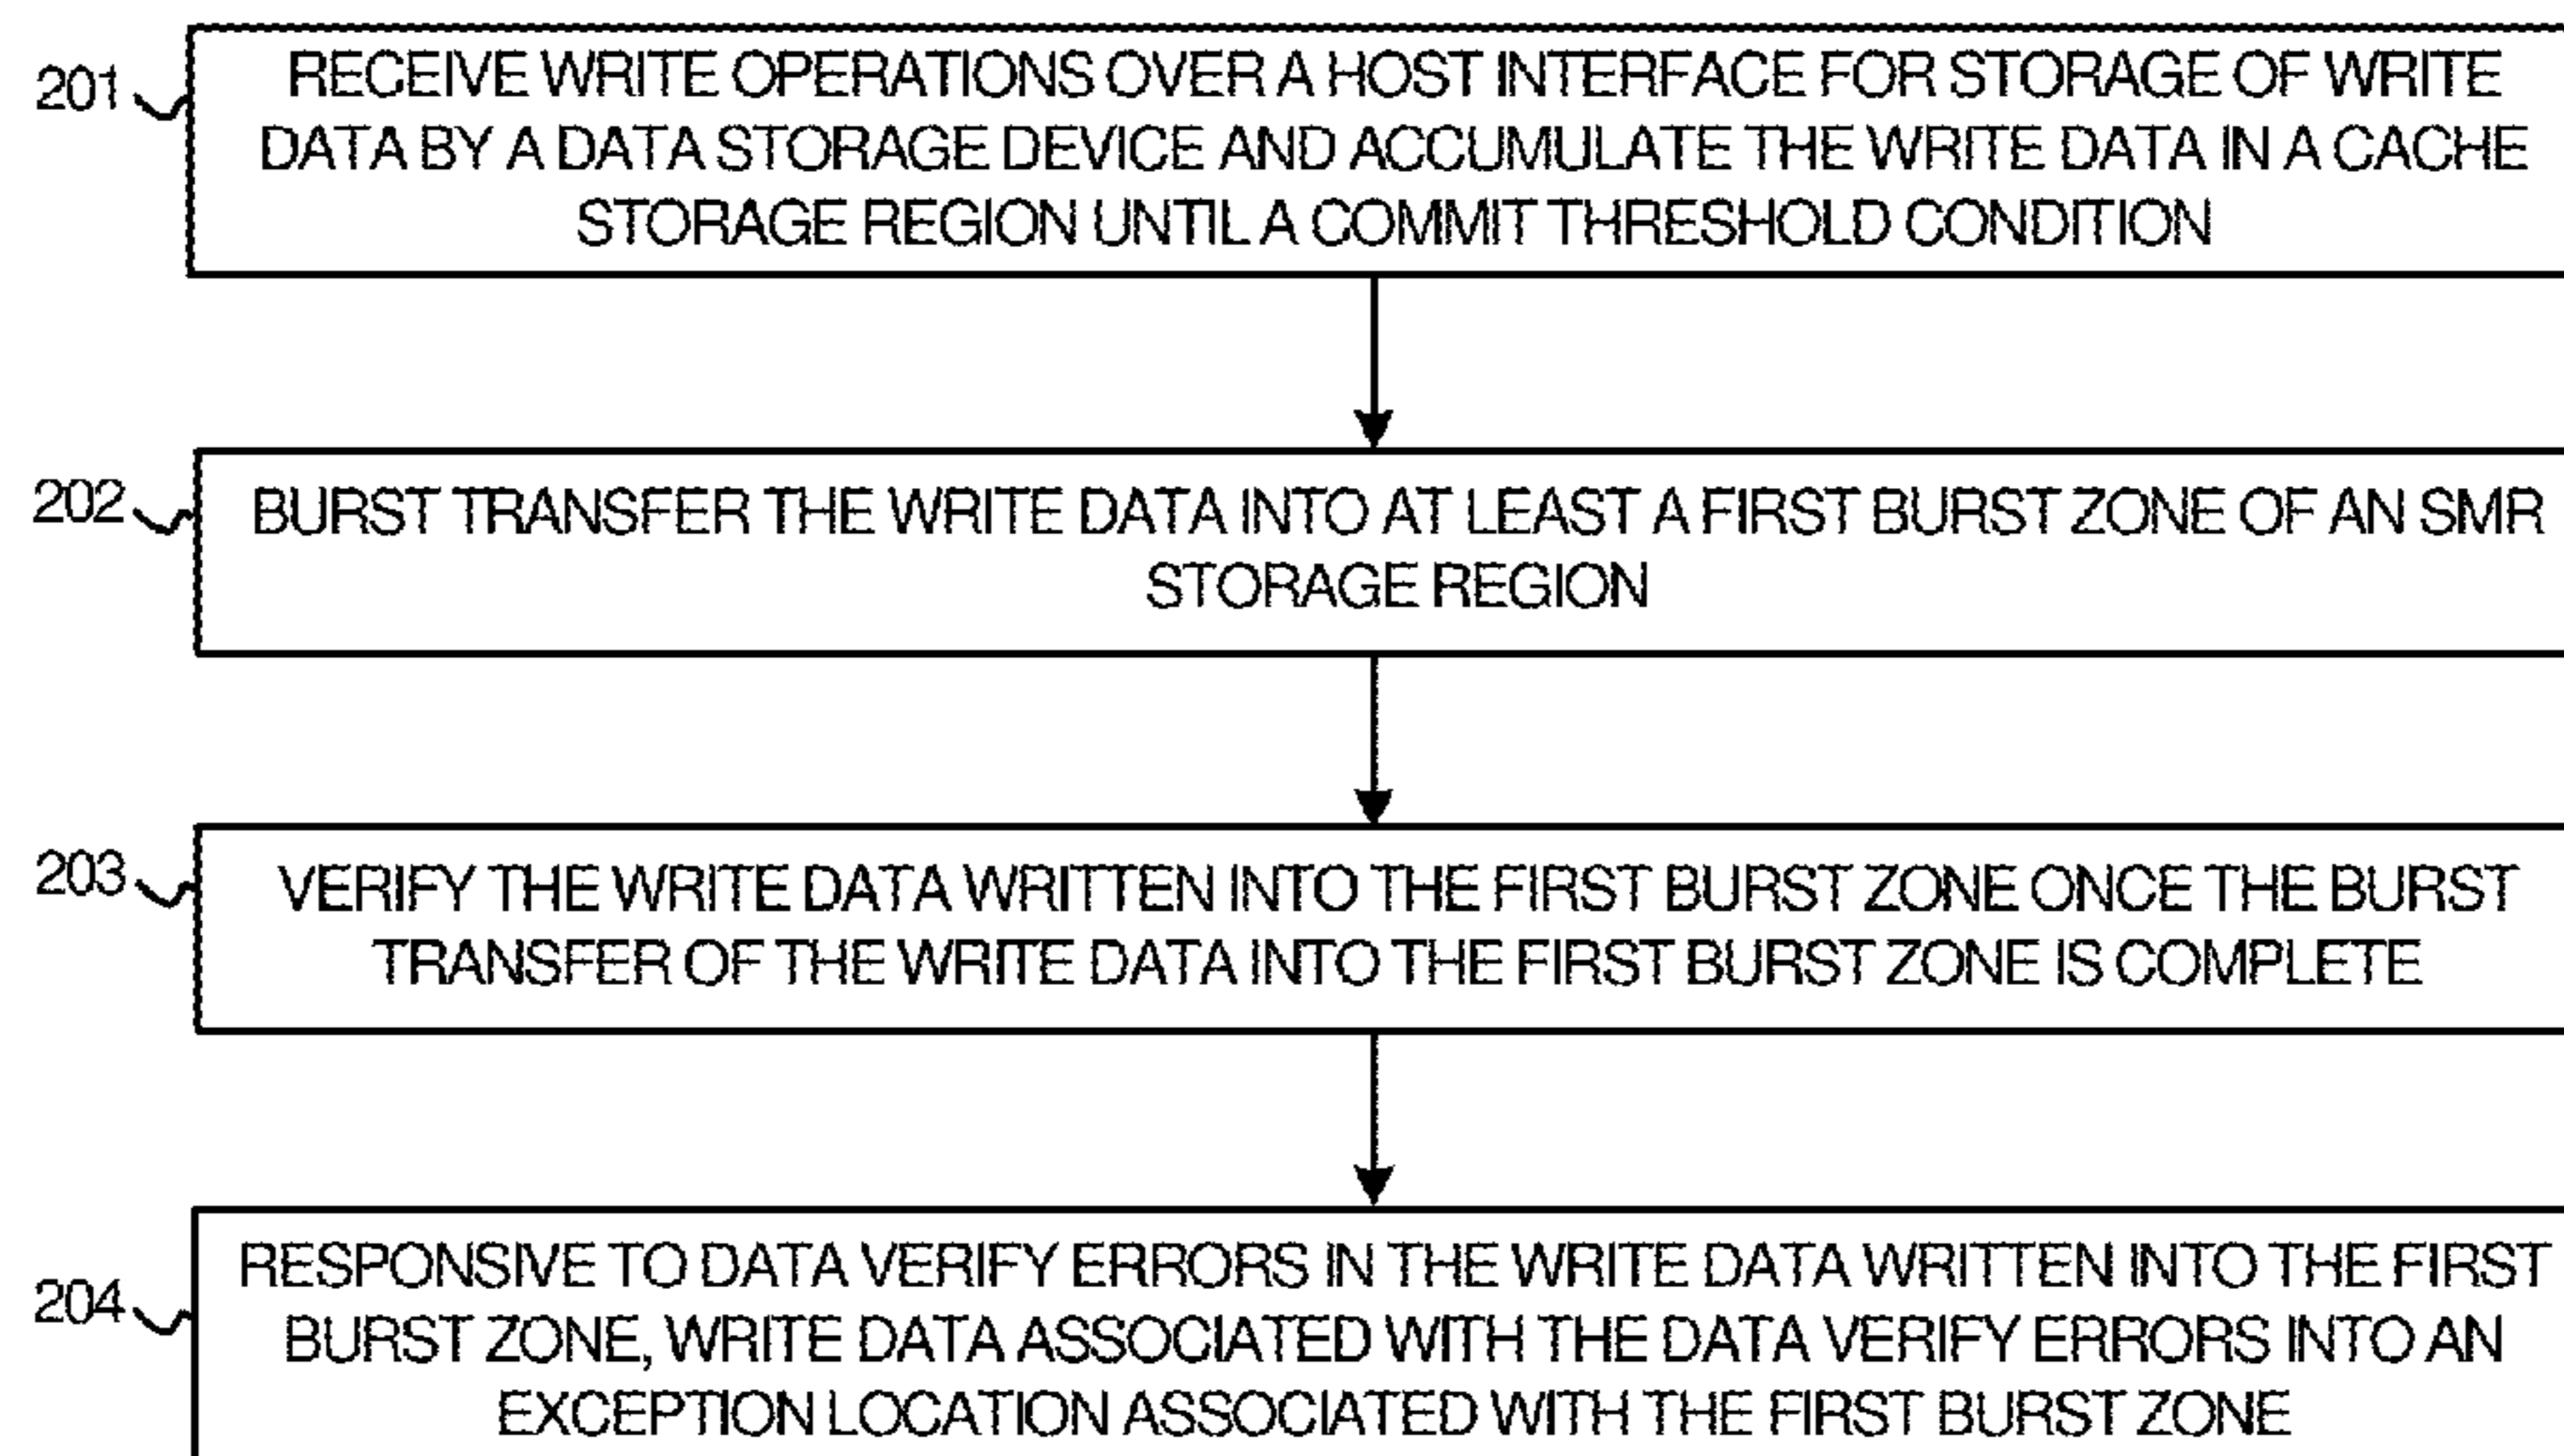 201
RECEIVE WRITE OPERATIONS OVER A HOST INTERFACE FOR STORAGE OF WRITE
DATA BY A DATA STORAGE DEVICE AND ACCUMULATE THE WRITE DATA IN A CACHE
STORAGE REGION UNTIL A COMMIT THRESHOLD CONDITION
202
BURST TRANSFER THE WRITE DATA INTO AT LEAST A FIRST BURST ZONE OF AN SMR
STORAGE REGION
203
VERIFY THE WRITE DATA WRITTEN INTO THE FIRST BURST ZONE ONCE THE BURST
TRANSFER OF THE WRITE DATA INTO THE FIRST BURST ZONE IS COMPLETE
204
RESPONSIVE TO DATA VERIFY ERRORS IN THE WRITE DATA WRITTEN INTO THE FIRST
BURST ZONE, WRITE DATA ASSOCIATED WITH THE DATA VERIFY ERRORS INTO AN
EXCEPTION LOCATION ASSOCIATED WITH THE FIRST BURST ZONE